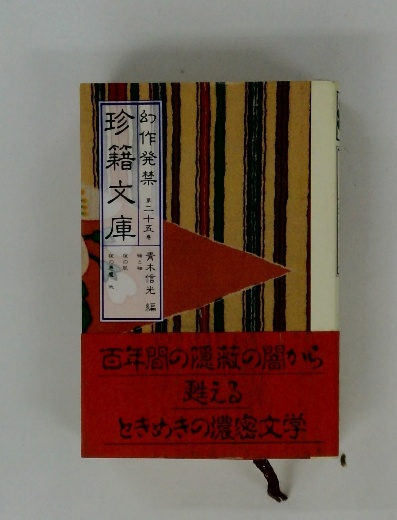 幻作発禁 第二十五巻
珍籍文庫
青木信光 編
百年間の隠蔽の闇から
甦える
ときめきの濃密文学